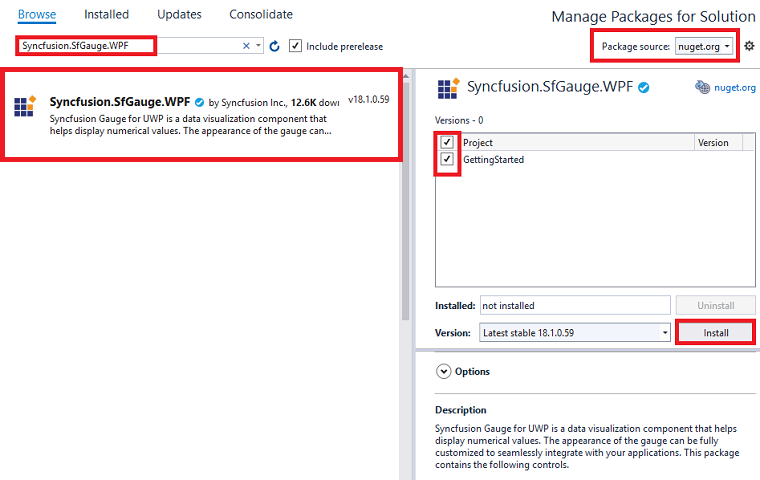 Browse Installed Updates Consolidate
Manage Packages for Solution
Syncfusion.SfGauge.WPF
Include prerelease
Package source: nuget.org
Syncfusion.SfGauge.WPF by Syncfusion Inc., 12.6K dow
v18.1.0.59
Syncfusion Gauge for UWP is a data visualization component that
helps display numerical values. The appearance of the gauge can...
Syncfusion.SfGauge.WPF
nuget.org
Versions - 0
Project Version
GettingStarted
Installed: not installed Uninstall
Version: Latest stable 18.1.0.59 Install
Options
Description
Syncfusion Gauge for UWP is a data visualization component that helps
display numerical values. The appearance of the gauge can be fully
customized to seamlessly integrate with your applications. This package
contains the following controls.